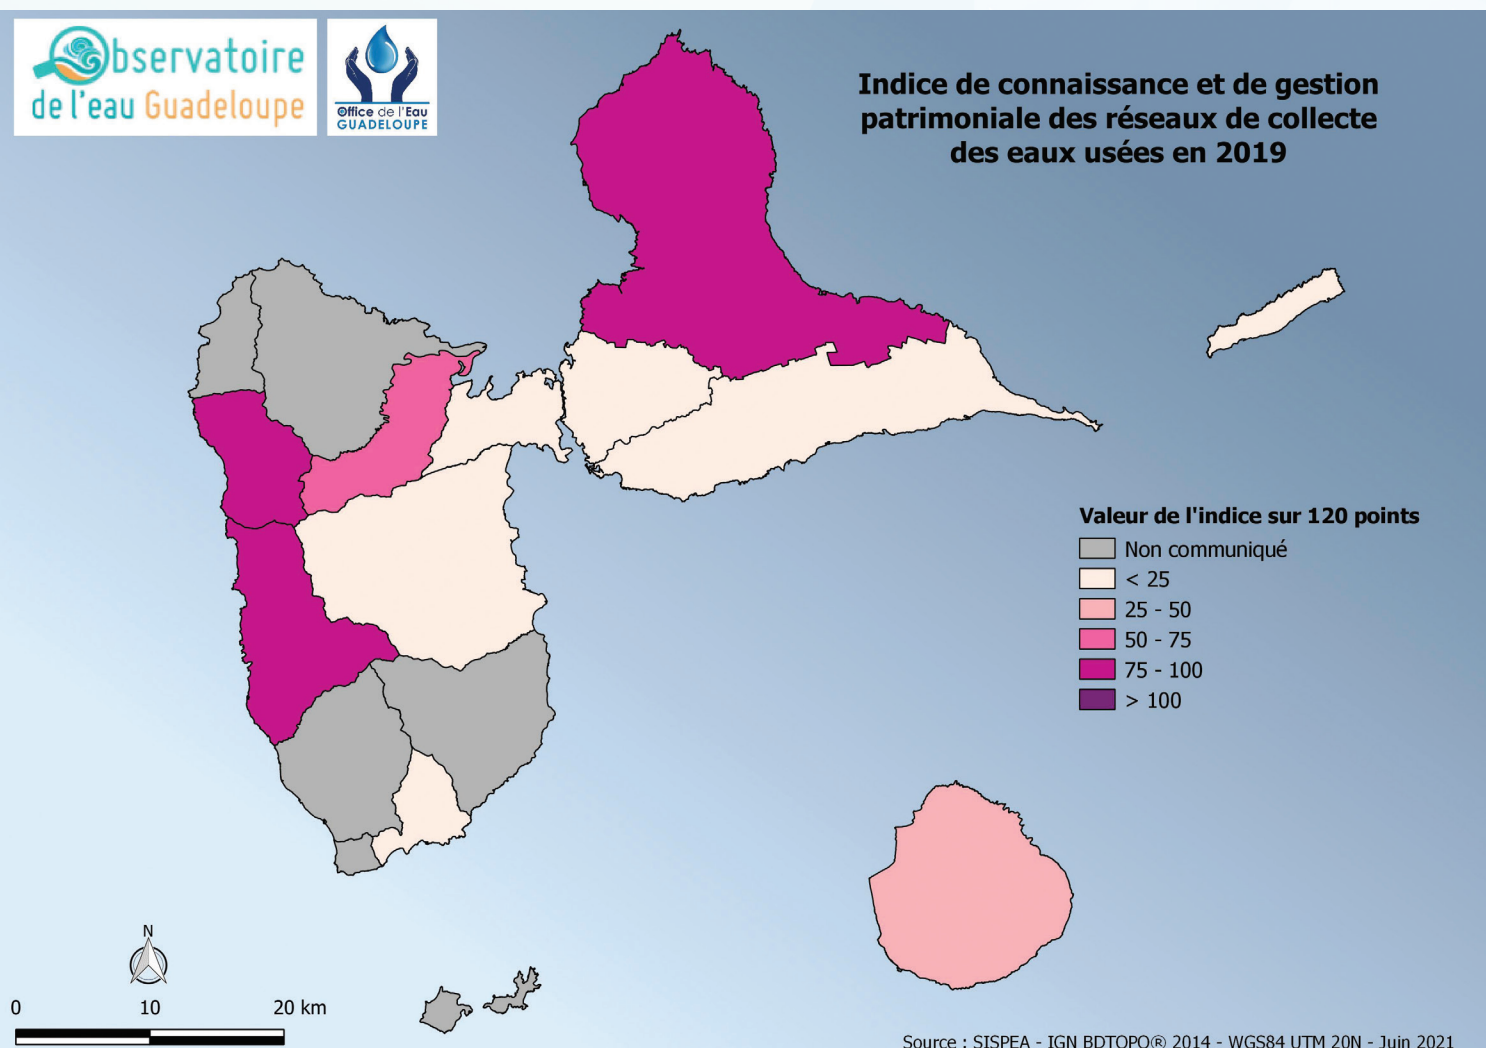 Observatoire
de l'eau Guadeloupe
Office de l'Eau
GUADELOUPE
Indice de connaissance et de gestion
patrimoniale des réseaux de collecte
des eaux usées en 2019
Valeur de l'indice sur 120 points
Non communiqué
< 25
25 - 50
50 - 75
75 - 100
> 100
N
0 10 20 km
Source : SISPEA - IGN BDTOPO® 2014 - WGS84 UTM 20N - Juin 2021